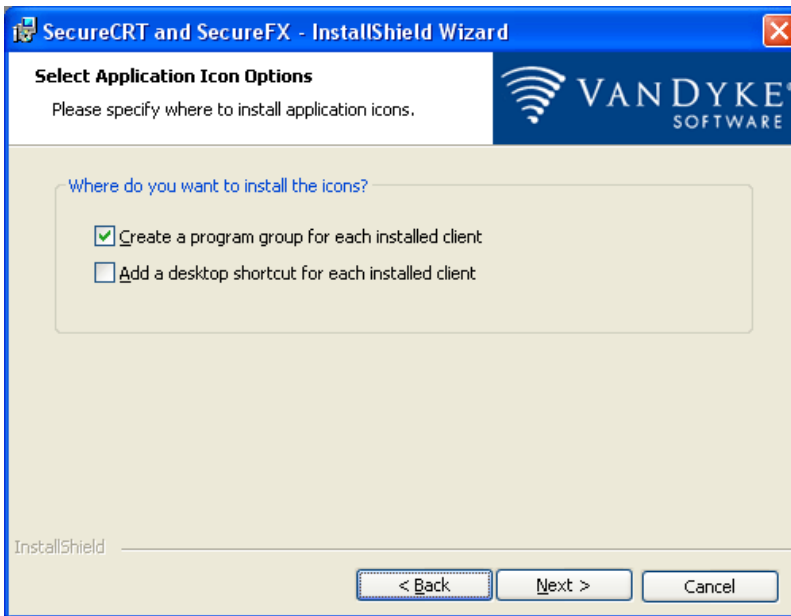 SecureCRT and SecureFX - InstallShield Wizard
Select Application Icon Options
Please specify where to install application icons.
VANDYKE®
SOFTWARE
Where do you want to install the icons?
Create a program group for each installed client
Add a desktop shortcut for each installed client
InstallShield
< Back
Next >
Cancel